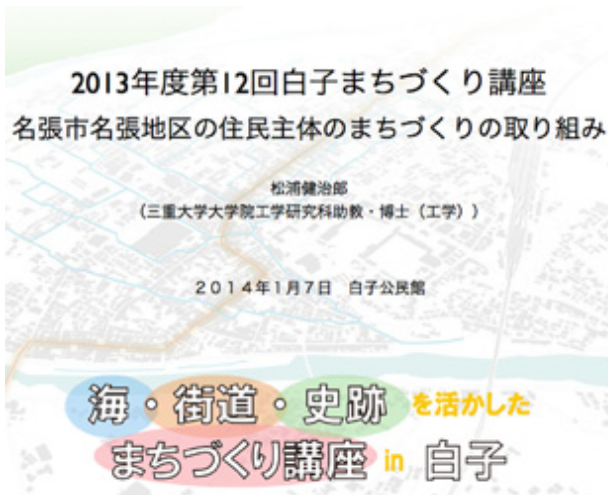 2013年度第12回白子まちづくり講座
名張市名張地区の住民主体のまちづくりの取り組み
松浦健治郎
（三重大学大学院工学研究科助教・博士（工学））
２０１４年１月７日　白子公民館
海・街道・史跡を活かした
まちづくり講座 in 白子